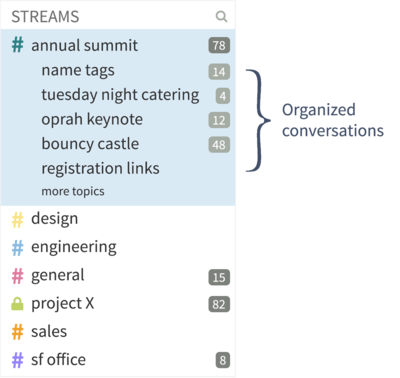 STREAMS
# annual summit 78
name tags 14
tuesday night catering 4
oprah keynote 12
bouncy castle 48
registration links
more topics
Organized
conversations
# design
# engineering
# general 15
project X 82
# sales
# sf office 8